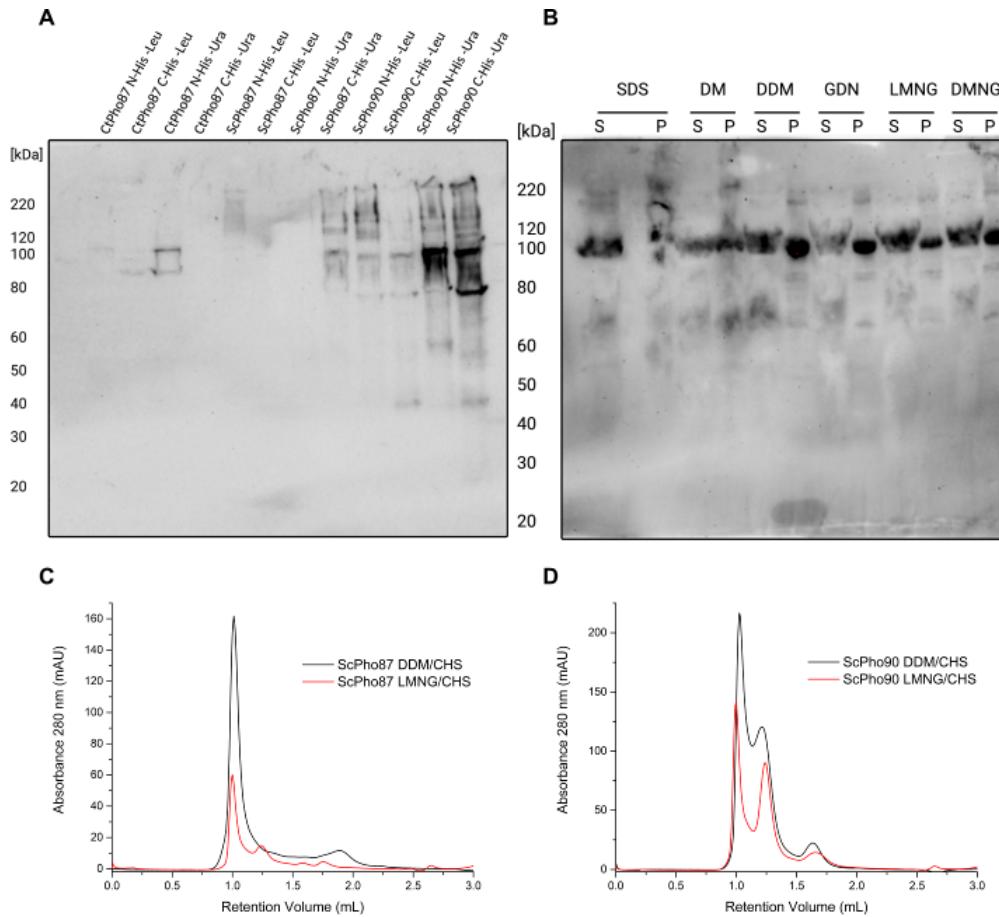 A
CtPho87 N-His -Leu
CtPho87 C-His -Leu
CtPho87 N-His -Ura
CtPho87 C-His -Ura
ScPho87 N-His -Leu
ScPho87 C-His -Leu
ScPho87 N-His -Ura
ScPho87 C-His -Ura
ScPho90 N-His -Leu
ScPho90 C-His -Leu
ScPho90 N-His -Ura
ScPho90 C-His -Ura
[kDa]
220
120
100
80
60
50
40
30
20
B
SDS DM DDM GDN LMNG DMNG
S P S P S P S P S P S P
[kDa]
220
120
100
80
60
50
40
30
20
C
Absorbance 280 nm (mAU)
160
140
120
100
80
60
40
20
0
ScPho87 DDM/CHS
ScPho87 LMNG/CHS
0.0 0.5 1.0 1.5 2.0 2.5 3.0
Retention Volume (mL)
D
Absorbance 280 nm (mAU)
200
150
100
50
0
ScPho90 DDM/CHS
ScPho90 LMNG/CHS
0.0 0.5 1.0 1.5 2.0 2.5 3.0
Retention Volume (mL)